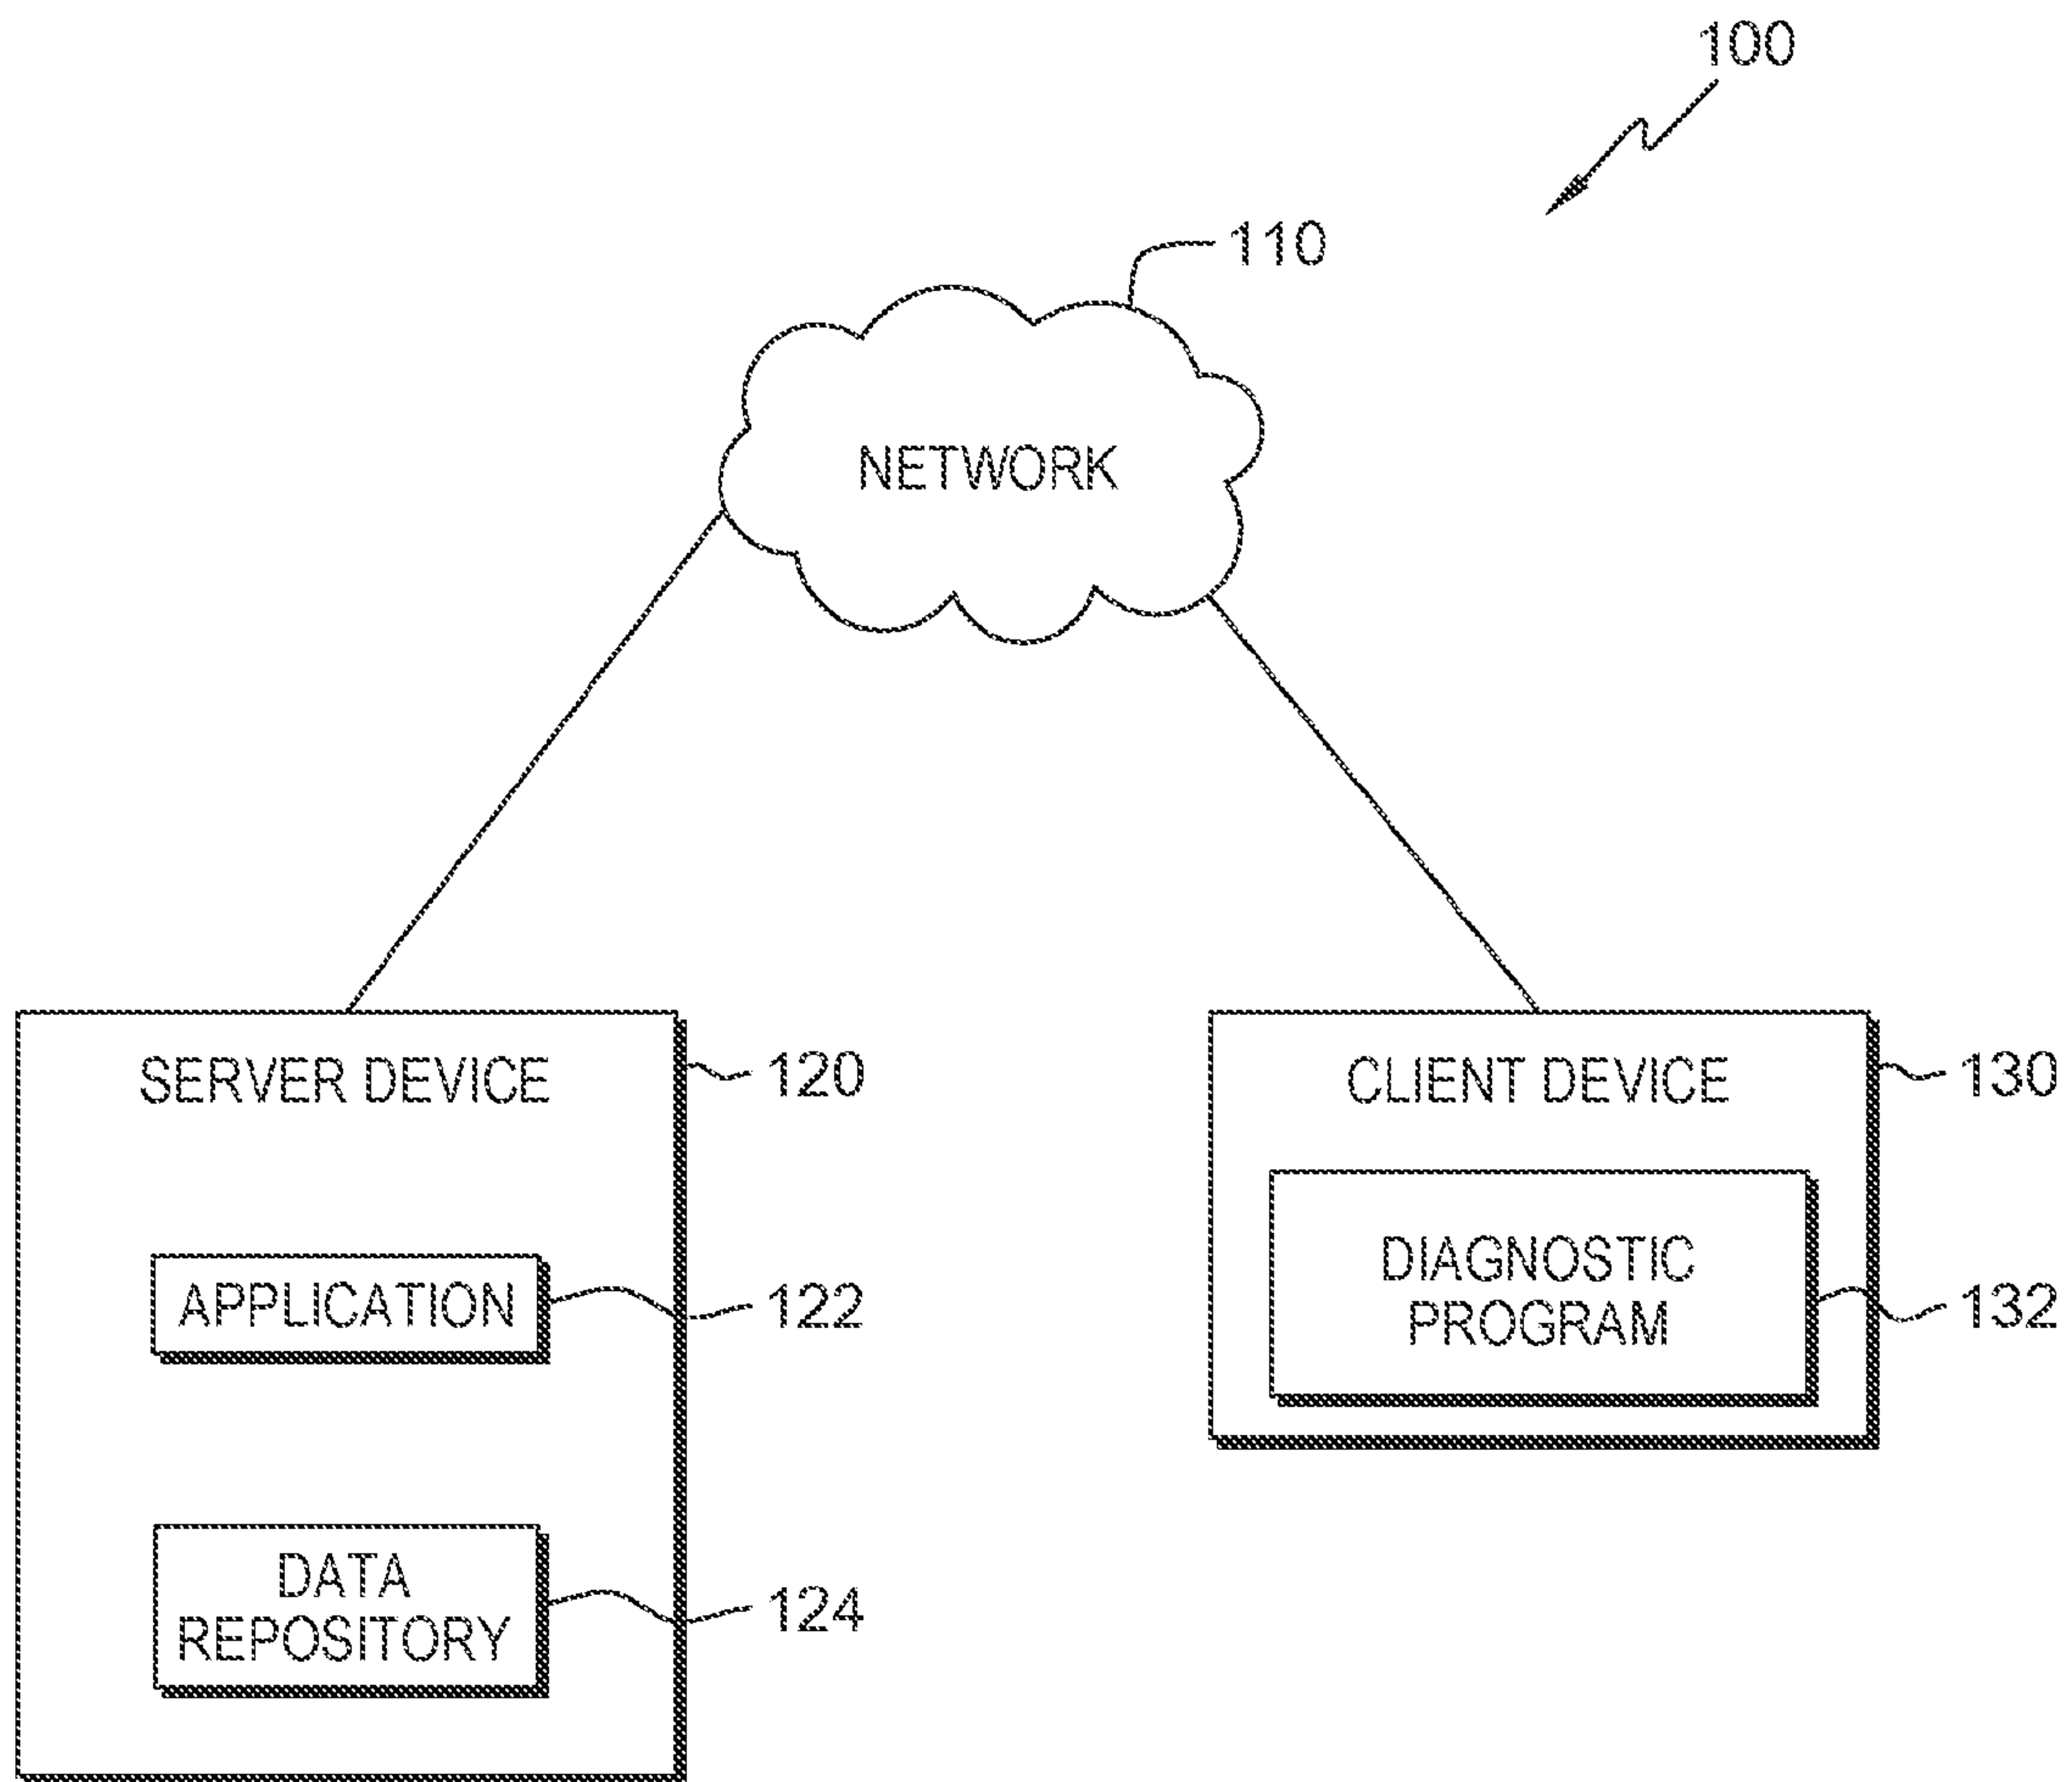 100
110
NETWORK
SERVER DEVICE
120
CLIENT DEVICE
130
APPLICATION
122
DIAGNOSTIC
PROGRAM
132
DATA
REPOSITORY
124